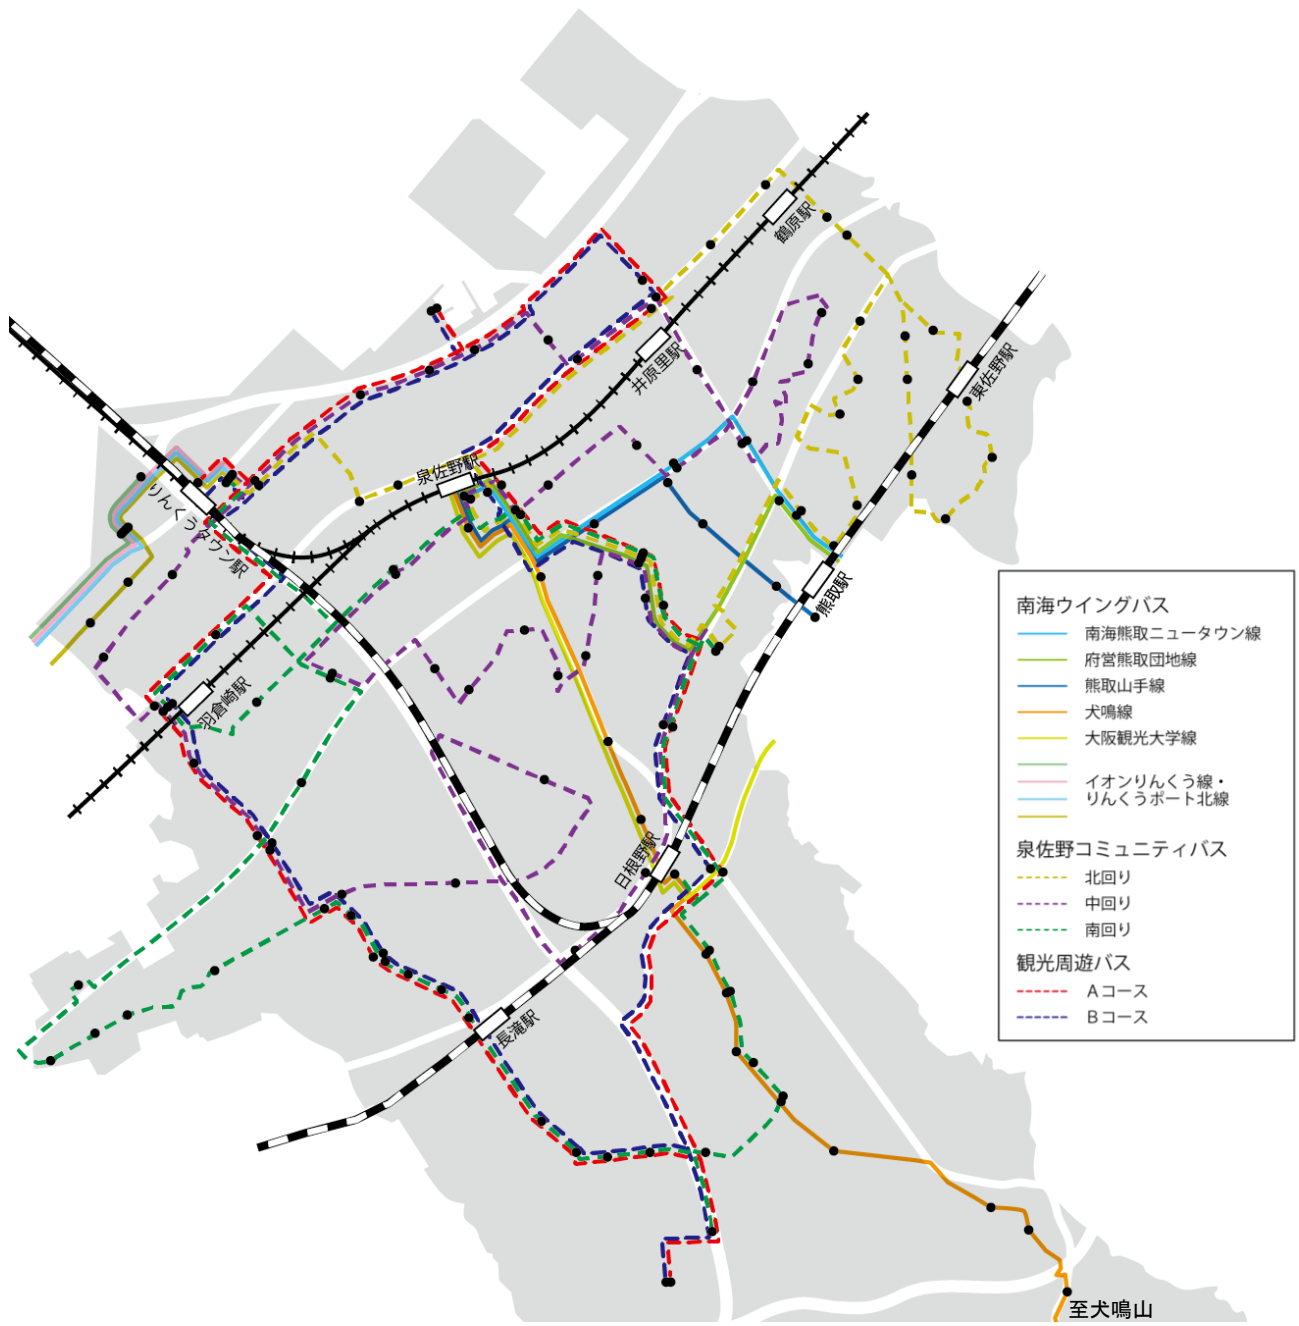 鶴原駅
井原里駅
東佐野駅
泉佐野駅
りんくうタウン駅
熊取駅
羽倉崎駅
日根野駅
長滝駅
至犬鳴山
南海ウイングバス
南海熊取ニュータウン線
府営熊取団地線
熊取山手線
犬鳴線
大阪観光大学線
イオンりんくう線・
りんくうポート北線
泉佐野コミュニティバス
北回り
中回り
南回り
観光周遊バス
Aコース
Bコース